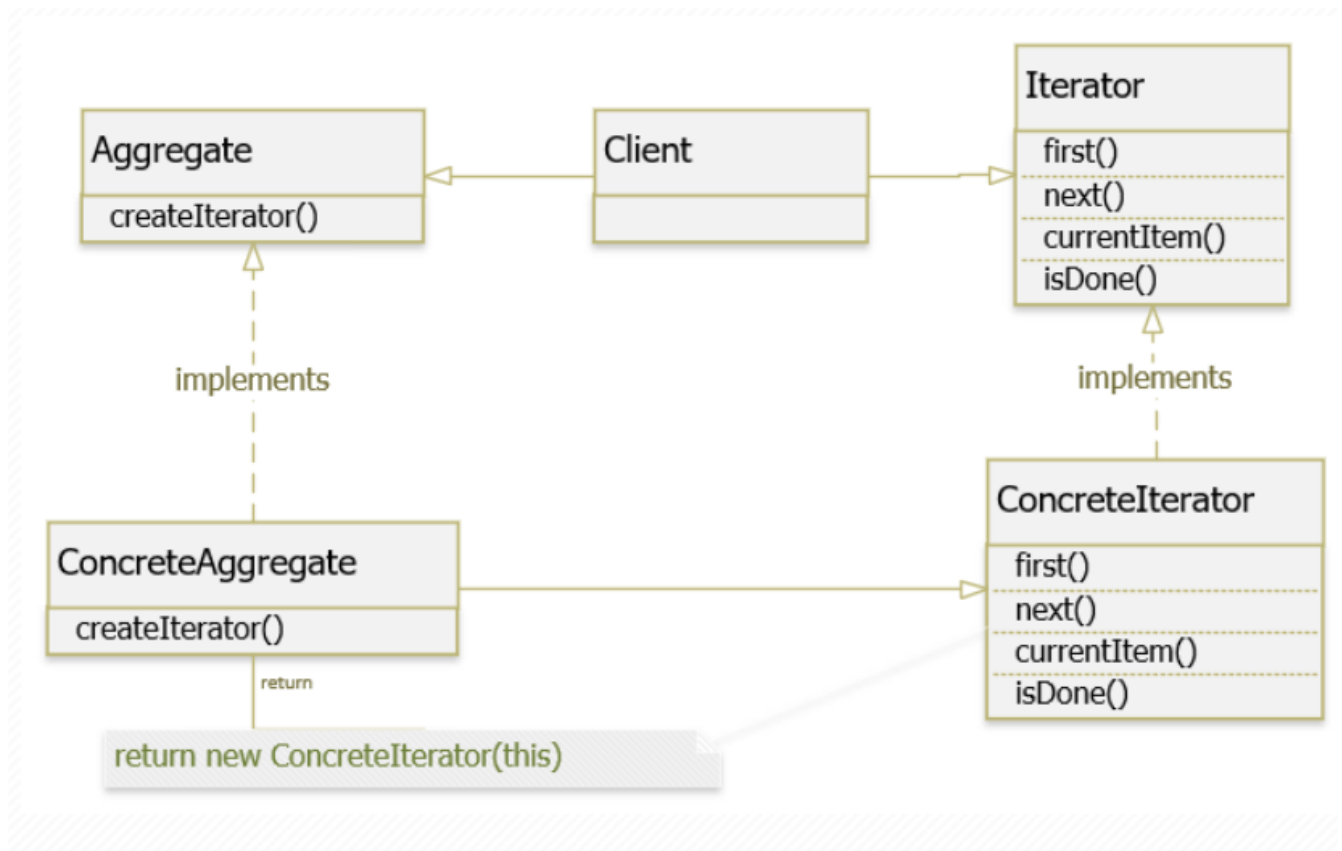 Aggregate
createIterator()
Client
Iterator
first()
next()
currentItem()
isDone()
implements
implements
ConcreteAggregate
createIterator()
return
return new ConcreteIterator(this)
ConcreteIterator
first()
next()
currentItem()
isDone()